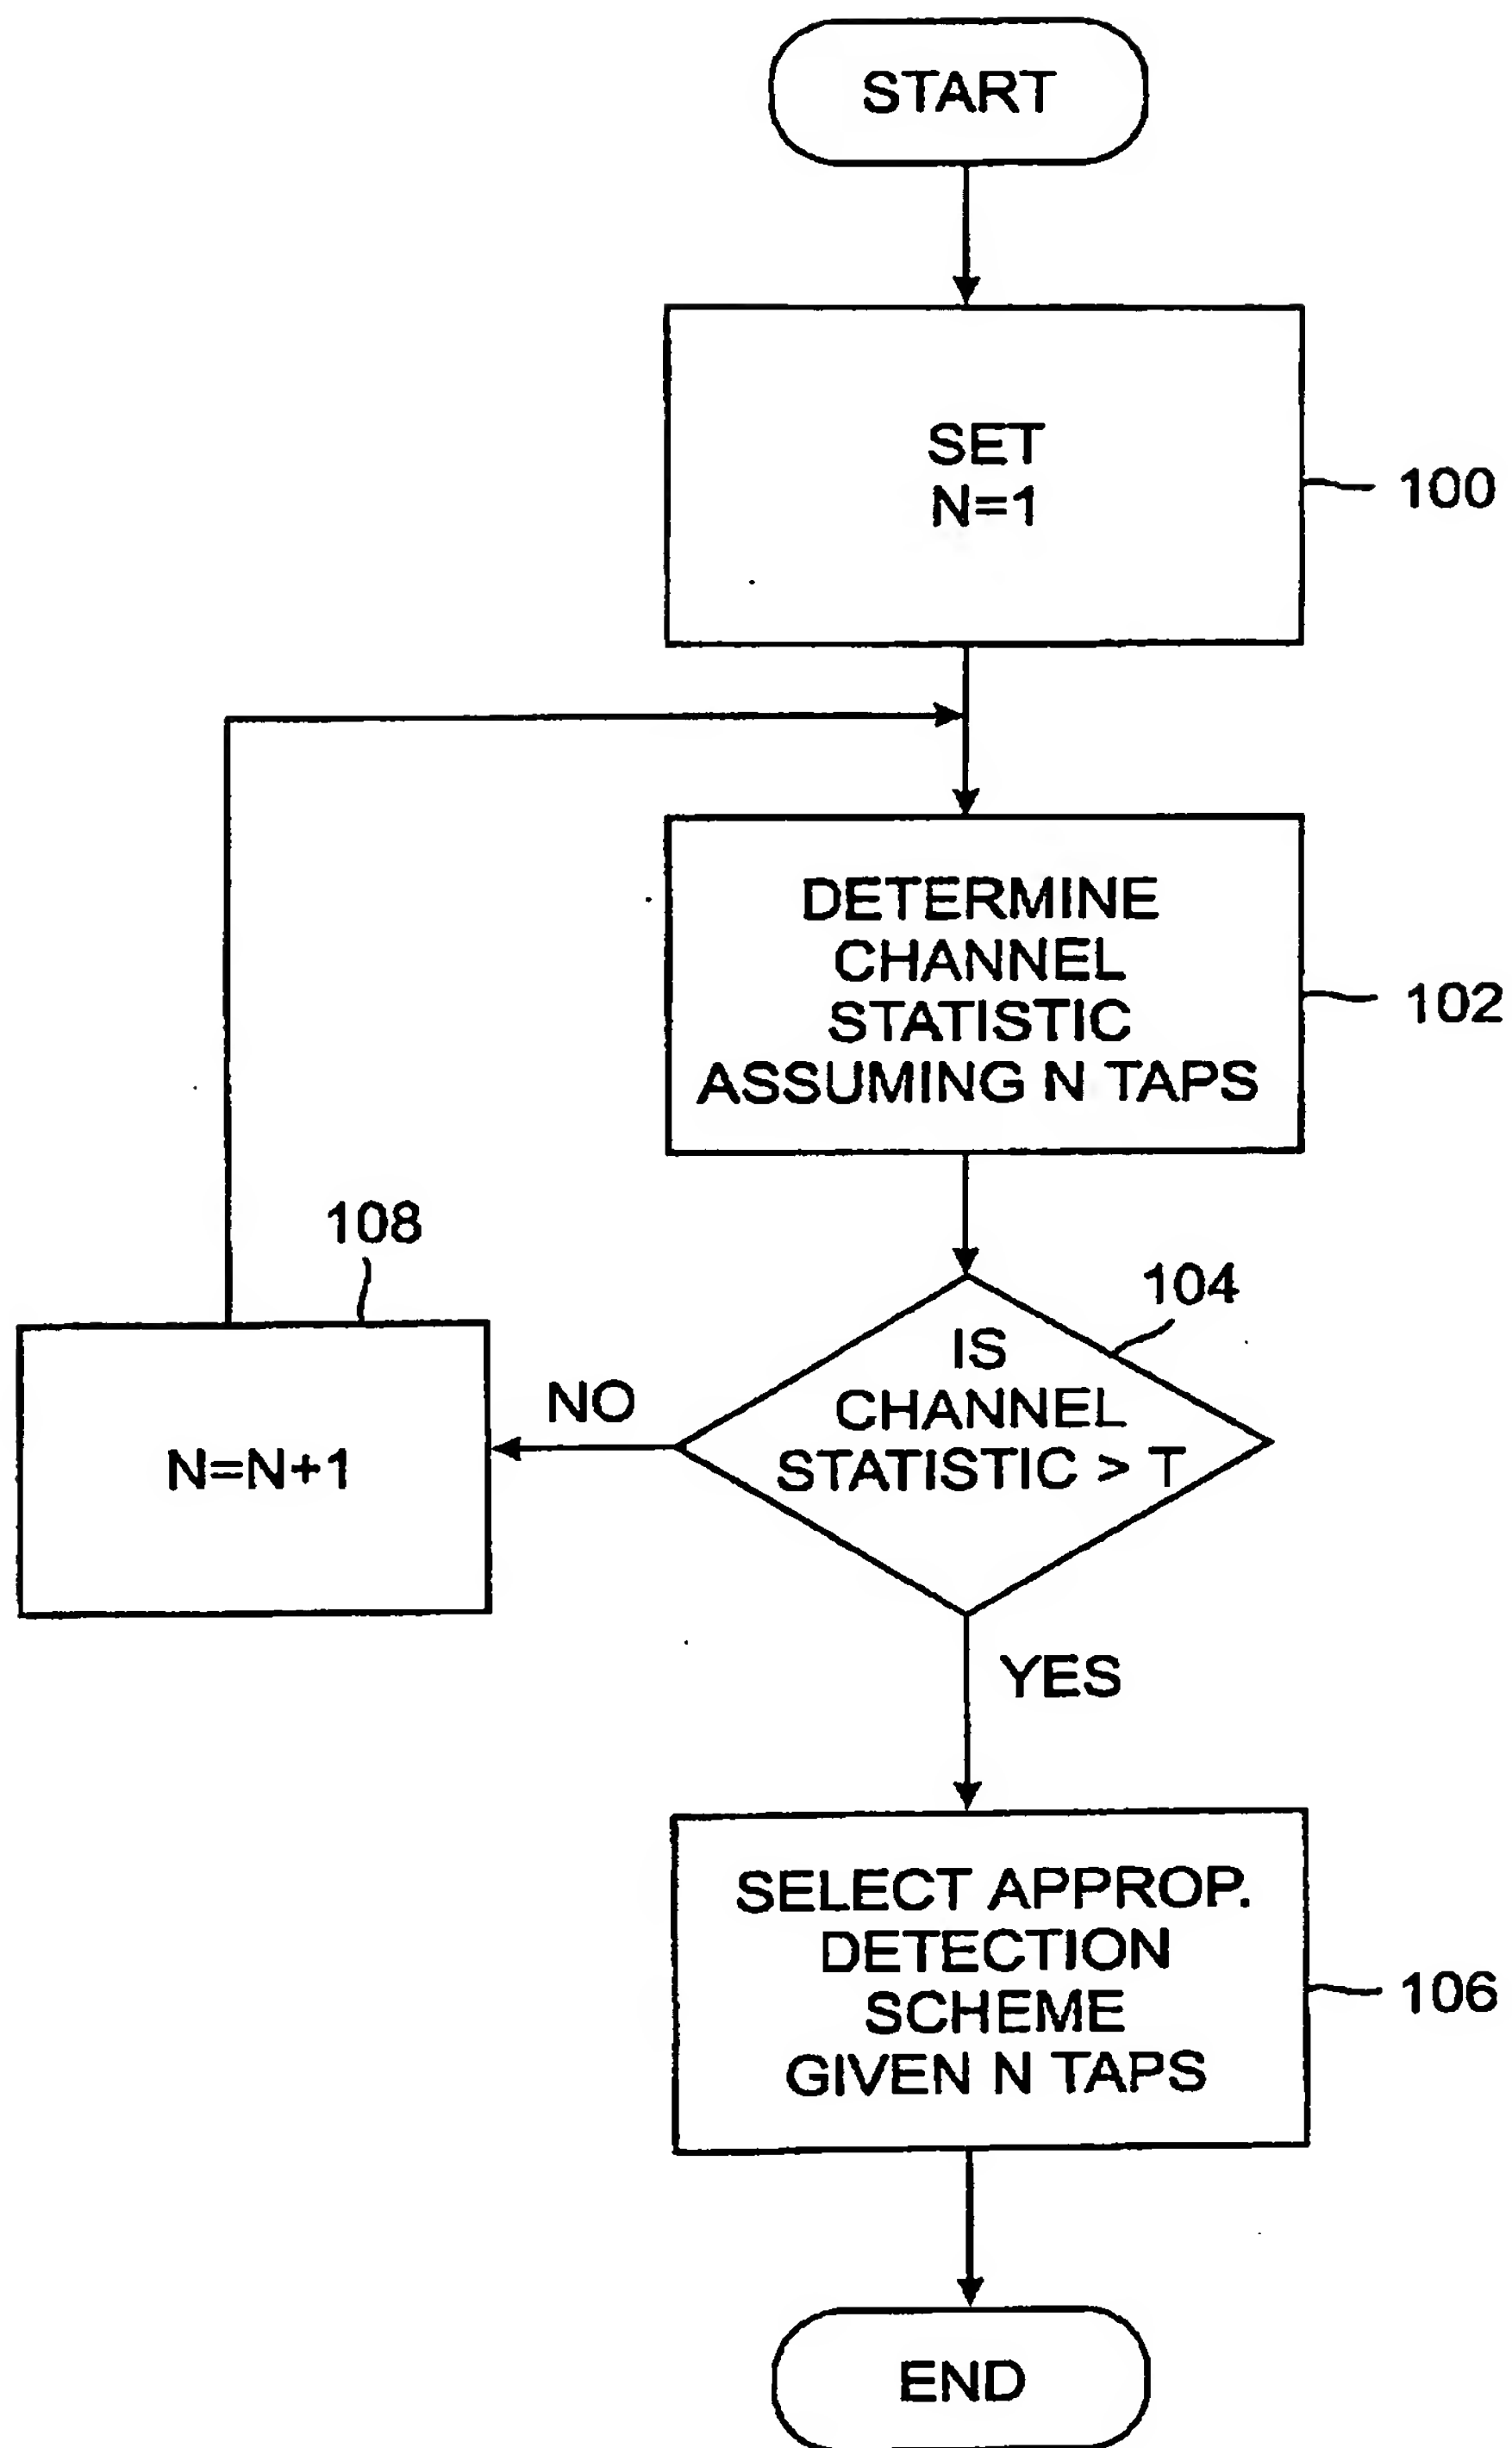 START
SET
N=1
100
DETERMINE
CHANNEL
STATISTIC
ASSUMING N TAPS
102
108
104
IS
CHANNEL
STATISTIC > T
NO
N=N+1
YES
SELECT APPROP.
DETECTION
SCHEME
GIVEN N TAPS
106
END